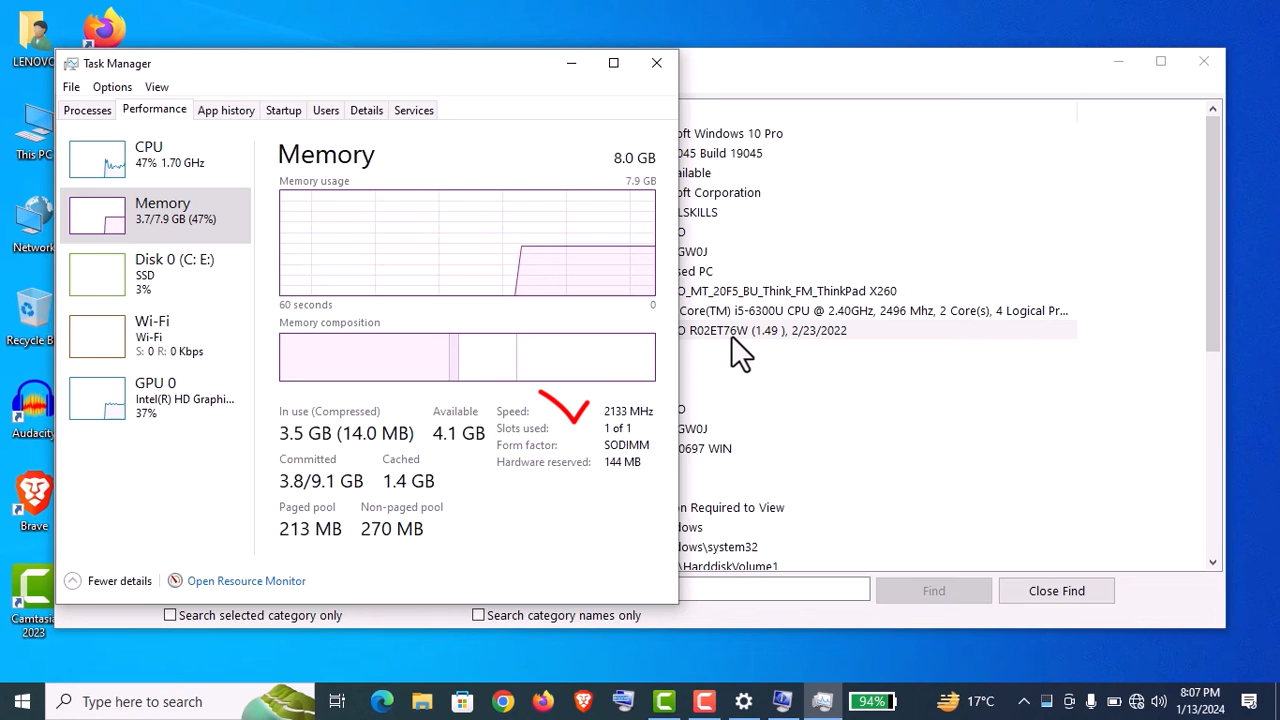 LENOVO
This PC
Network
Recycle B
Audacity
Brave
Camtasia
2023
Task Manager
File Options View
Processes Performance App history Startup Users Details Services
CPU
47% 1.70 GHz
Memory
3.7/7.9 GB (47%)
Disk 0 (C: E:)
SSD
3%
Wi-Fi
Wi-Fi
S: 0 R: 0 Kbps
GPU 0
Intel(R) HD Graphi...
37%
Memory 8.0 GB
Memory usage 7.9 GB
60 seconds 0
Memory composition
In use (Compressed) Available
3.5 GB (14.0 MB) 4.1 GB
Committed Cached
3.8/9.1 GB 1.4 GB
Paged pool Non-paged pool
213 MB 270 MB
Speed: 2133 MHz
Slots used: 1 of 1
Form factor: SODIMM
Hardware reserved: 144 MB
Fewer details Open Resource Monitor
oft Windows 10 Pro
045 Build 19045
ailable
oft Corporation
LSKILLS
O
GW0J
sed PC
O_MT_20F5_BU_Think_FM_ThinkPad X260
Core(TM) i5-6300U CPU @ 2.40GHz, 2496 Mhz, 2 Core(s), 4 Logical Pr...
O R02ET76W (1.49 ), 2/23/2022
O
GW0J
0697 WIN
on Required to View
dows
dows\system32
\HarddiskVolume1
Find Close Find
Search selected category only Search category names only
Type here to search
94% 17°C
8:07 PM
1/13/2024